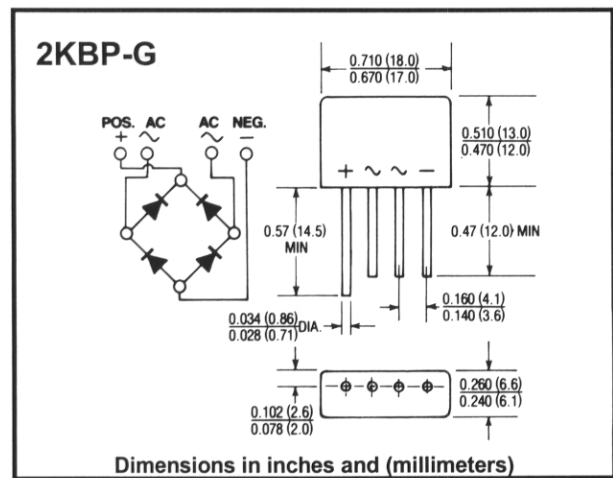 2KBP-G
POS. AC AC NEG.
+ ~ ~ −
0.710 (18.0)
0.670 (17.0)
0.510 (13.0)
0.470 (12.0)
+ ~ ~ −
0.57 (14.5)
MIN
0.47 (12.0) MIN
0.160 (4.1)
0.140 (3.6)
0.034 (0.86)
0.028 (0.71) DIA.
0.260 (6.6)
0.240 (6.1)
0.102 (2.6)
0.078 (2.0)
Dimensions in inches and (millimeters)